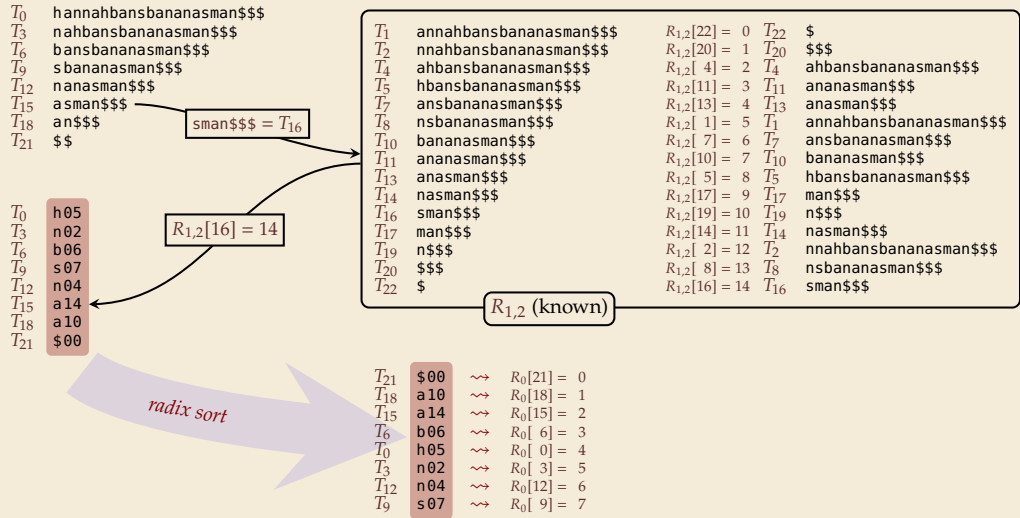 T0 hannahbansbananasman$$$
T3 nahbansbananasman$$$
T6 bansbananasman$$$
T9 sbananasman$$$
T12 nanasman$$$
T15 asman$$$
T18 an$$$
T21 $$
sman$$$ = T16
T1 annahbansbananasman$$$
T2 nnahbansbananasman$$$
T4 ahbansbananasman$$$
T5 hbansbananasman$$$
T7 ansbananasman$$$
T8 nsbananasman$$$
T10 bananasman$$$
T11 ananasman$$$
T13 anasman$$$
T14 nasman$$$
T16 sman$$$
T17 man$$$
T19 n$$$
T20 $$$
T22 $
R1,2[22] = 0 T22 $
R1,2[20] = 1 T20 $$$
R1,2[ 4] = 2 T4 ahbansbananasman$$$
R1,2[11] = 3 T11 ananasman$$$
R1,2[13] = 4 T13 anasman$$$
R1,2[ 1] = 5 T1 annahbansbananasman$$$
R1,2[ 7] = 6 T7 ansbananasman$$$
R1,2[10] = 7 T10 bananasman$$$
R1,2[ 5] = 8 T5 hbansbananasman$$$
R1,2[17] = 9 T17 man$$$
R1,2[19] = 10 T19 n$$$
R1,2[14] = 11 T14 nasman$$$
R1,2[ 2] = 12 T2 nnahbansbananasman$$$
R1,2[ 8] = 13 T8 nsbananasman$$$
R1,2[16] = 14 T16 sman$$$
R1,2 (known)
R1,2[16] = 14
T0 h05
T3 n02
T6 b06
T9 s07
T12 n04
T15 a14
T18 a10
T21 $00
radix sort
T21 $00 ⇝ R0[21] = 0
T18 a10 ⇝ R0[18] = 1
T15 a14 ⇝ R0[15] = 2
T6 b06 ⇝ R0[ 6] = 3
T0 h05 ⇝ R0[ 0] = 4
T3 n02 ⇝ R0[ 3] = 5
T12 n04 ⇝ R0[12] = 6
T9 s07 ⇝ R0[ 9] = 7